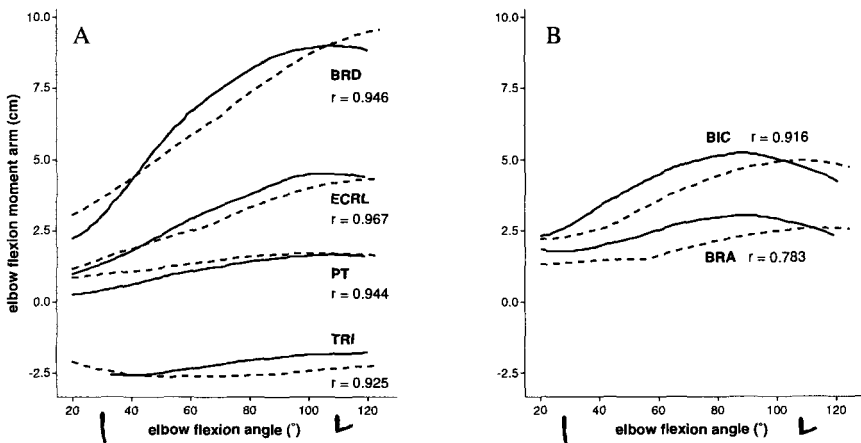 A
B
10.0
7.5
5.0
2.5
0.0
-2.5
elbow flexion moment arm (cm)
BRD
r = 0.946
ECRL
r = 0.967
PT
r = 0.944
TRI
r = 0.925
20 40 60 80 100 120
elbow flexion angle (°)
10.0
7.5
5.0
2.5
0.0
-2.5
BIC
r = 0.916
BRA
r = 0.783
20 40 60 80 100 120
elbow flexion angle (°)